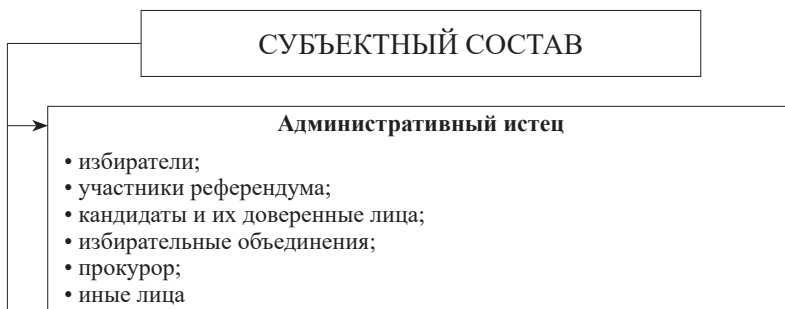 СУБЪЕКТНЫЙ СОСТАВ
Административный истец
• избиратели;
• участники референдума;
• кандидаты и их доверенные лица;
• избирательные объединения;
• прокурор;
• иные лица